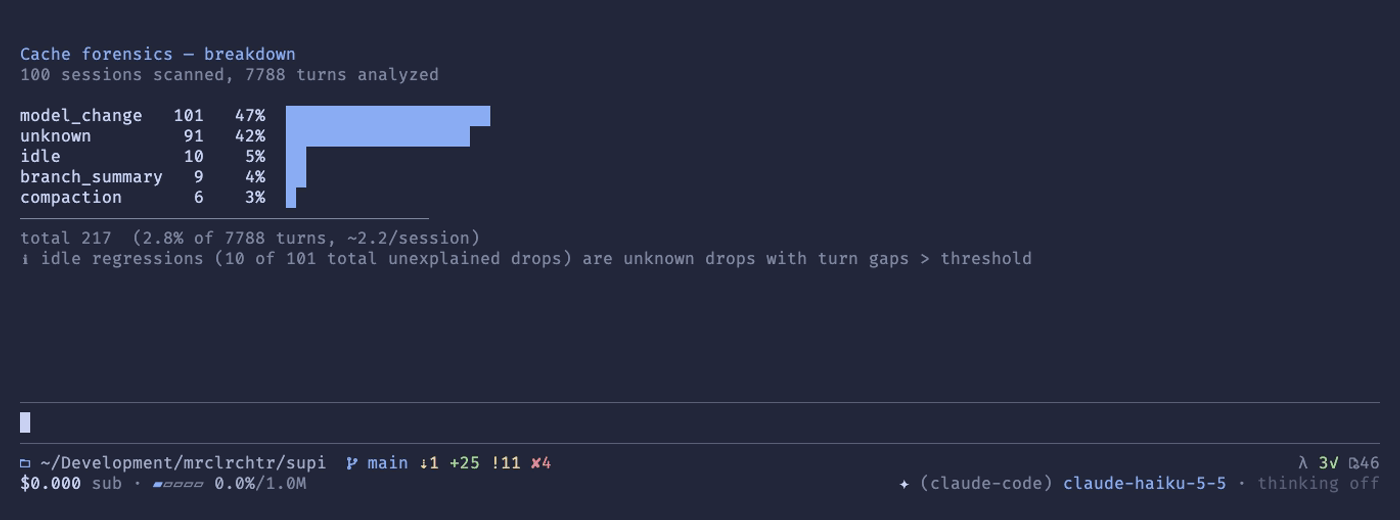 Cache forensics — breakdown
100 sessions scanned, 7788 turns analyzed
model_change 101 47%
unknown 91 42%
idle 10 5%
branch_summary 9 4%
compaction 6 3%
total 217 (2.8% of 7788 turns, ~2.2/session)
ℹ idle regressions (10 of 101 total unexplained drops) are unknown drops with turn gaps > threshold
~/Development/mrclrchtr/supi main ↓1 +25 !11 ✘4 λ 3√ 46
$0.000 sub · ▰▱▱▱▱ 0.0%/1.0M ✦ (claude-code) claude-haiku-5-5 · thinking off